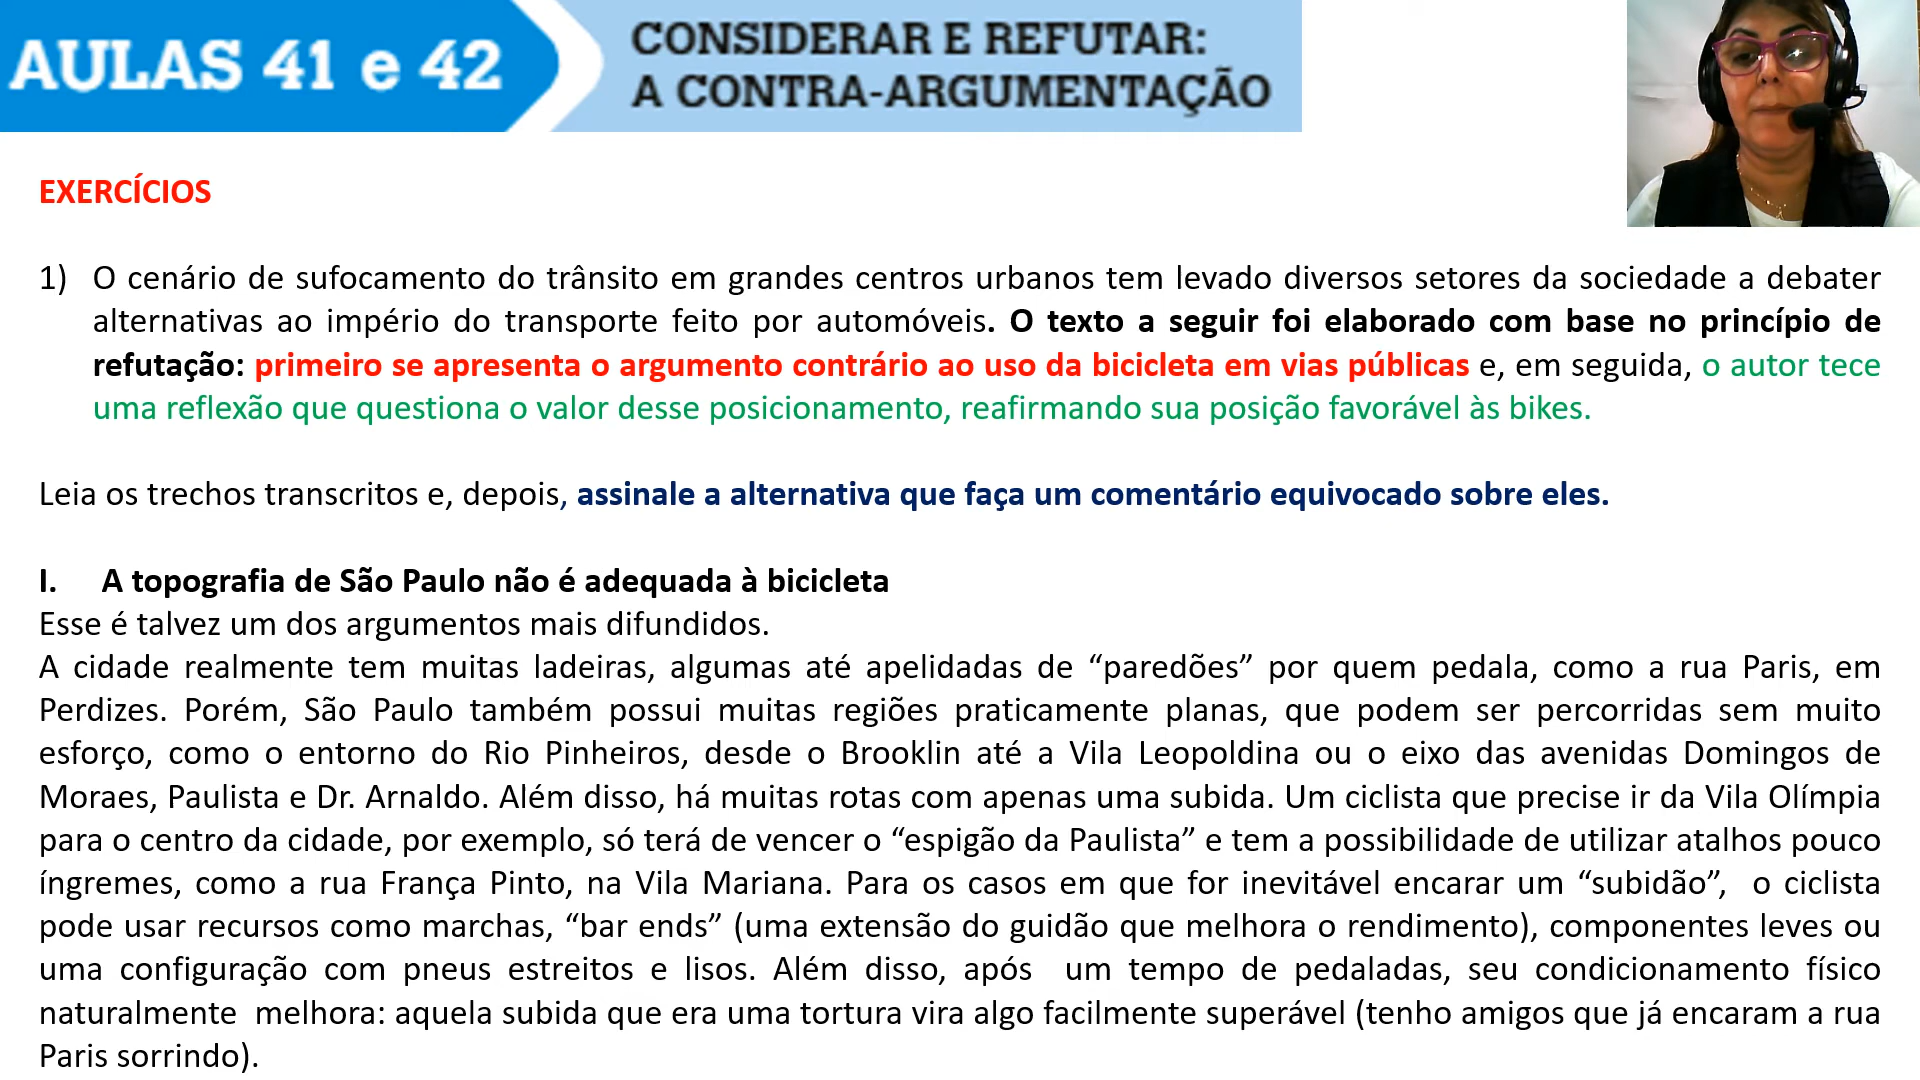 AULAS 41 e 42
CONSIDERAR E REFUTAR:
A CONTRA-ARGUMENTAÇÃO
EXERCÍCIOS
1) O cenário de sufocamento do trânsito em grandes centros urbanos tem levado diversos setores da sociedade a debater
alternativas ao império do transporte feito por automóveis. O texto a seguir foi elaborado com base no princípio de
refutação: primeiro se apresenta o argumento contrário ao uso da bicicleta em vias públicas e, em seguida, o autor tece
uma reflexão que questiona o valor desse posicionamento, reafirmando sua posição favorável às bikes.
Leia os trechos transcritos e, depois, assinale a alternativa que faça um comentário equivocado sobre eles.
I. A topografia de São Paulo não é adequada à bicicleta
Esse é talvez um dos argumentos mais difundidos.
A cidade realmente tem muitas ladeiras, algumas até apelidadas de “paredões” por quem pedala, como a rua Paris, em
Perdizes. Porém, São Paulo também possui muitas regiões praticamente planas, que podem ser percorridas sem muito
esforço, como o entorno do Rio Pinheiros, desde o Brooklin até a Vila Leopoldina ou o eixo das avenidas Domingos de
Moraes, Paulista e Dr. Arnaldo. Além disso, há muitas rotas com apenas uma subida. Um ciclista que precise ir da Vila Olímpia
para o centro da cidade, por exemplo, só terá de vencer o “espigão da Paulista” e tem a possibilidade de utilizar atalhos pouco
íngremes, como a rua França Pinto, na Vila Mariana. Para os casos em que for inevitável encarar um “subidão”, o ciclista
pode usar recursos como marchas, “bar ends” (uma extensão do guidão que melhora o rendimento), componentes leves ou
uma configuração com pneus estreitos e lisos. Além disso, após um tempo de pedaladas, seu condicionamento físico
naturalmente melhora: aquela subida que era uma tortura vira algo facilmente superável (tenho amigos que já encaram a rua
Paris sorrindo).